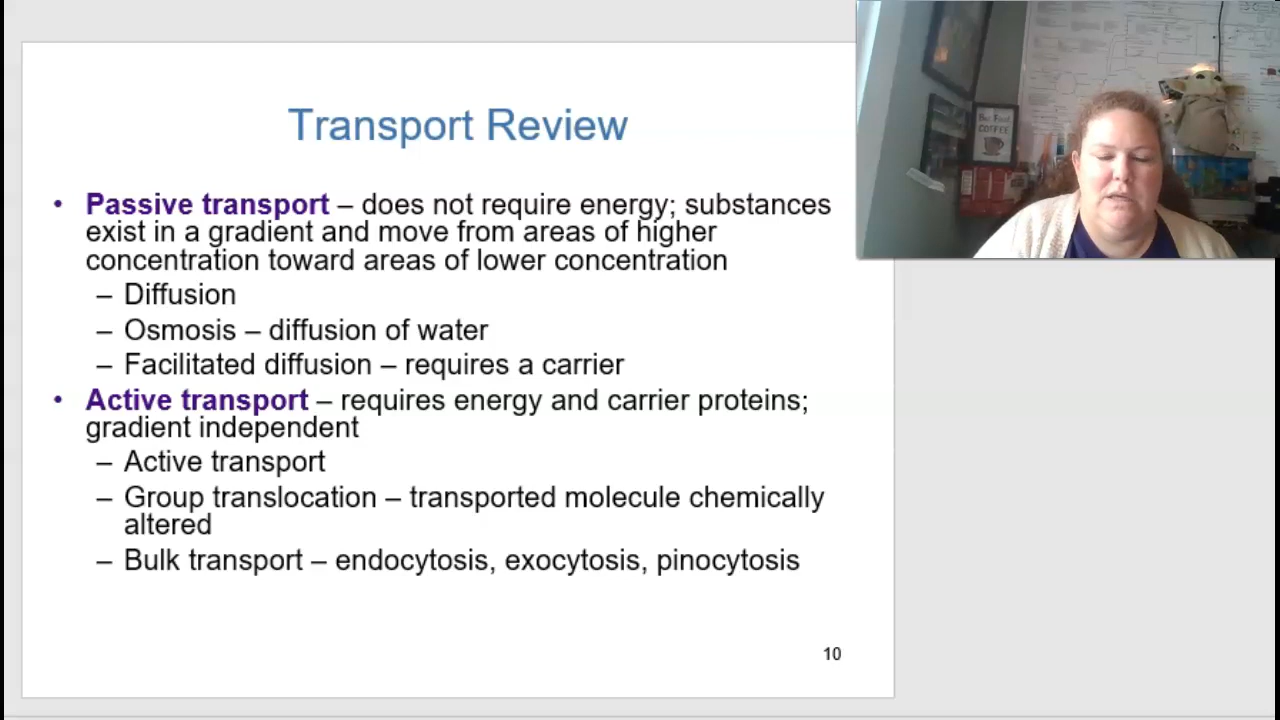 Transport Review
• Passive transport – does not require energy; substances
exist in a gradient and move from areas of higher
concentration toward areas of lower concentration
– Diffusion
– Osmosis – diffusion of water
– Facilitated diffusion – requires a carrier
• Active transport – requires energy and carrier proteins;
gradient independent
– Active transport
– Group translocation – transported molecule chemically
altered
– Bulk transport – endocytosis, exocytosis, pinocytosis
10
COFFEE